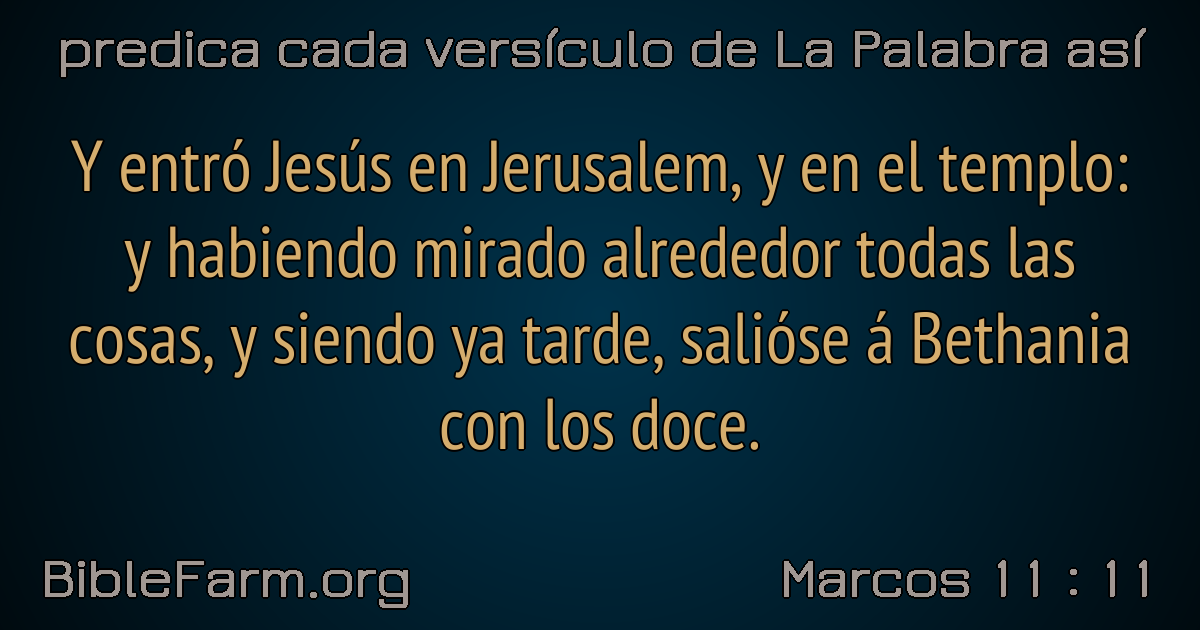 predica cada versículo de La Palabra así
Y entró Jesús en Jerusalem, y en el templo:
y habiendo mirado alrededor todas las
cosas, y siendo ya tarde, salióse á Bethania
con los doce.
BibleFarm.org
Marcos 11 : 11